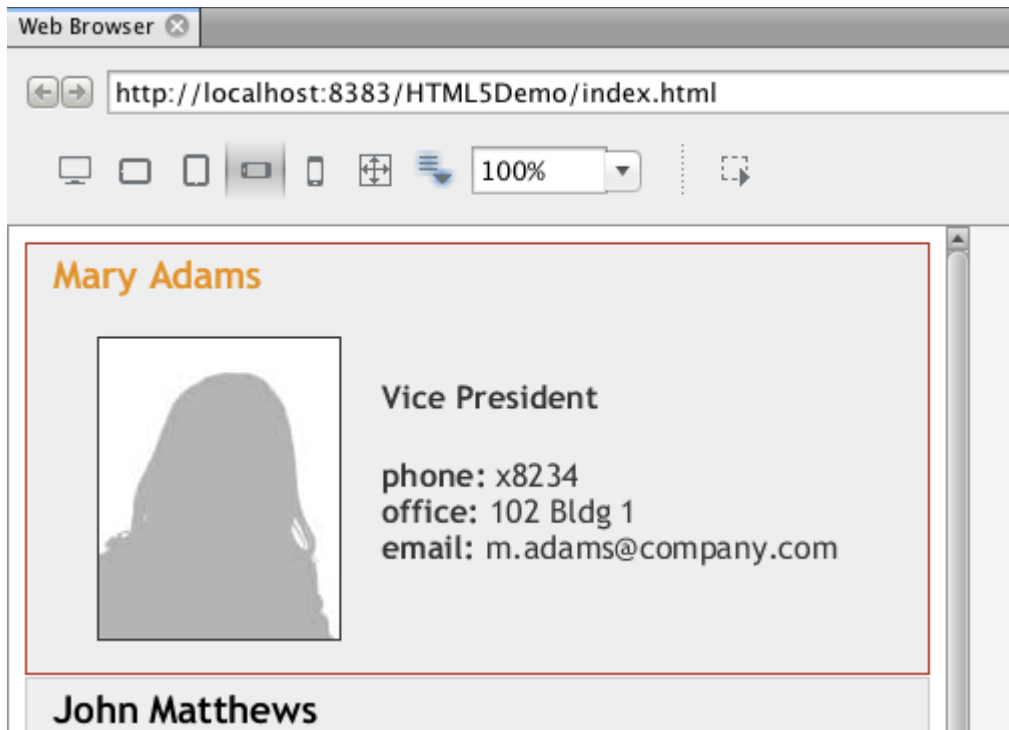 Web Browser
http://localhost:8383/HTML5Demo/index.html
100%
Mary Adams
Vice President
phone: x8234
office: 102 Bldg 1
email: m.adams@company.com
John Matthews